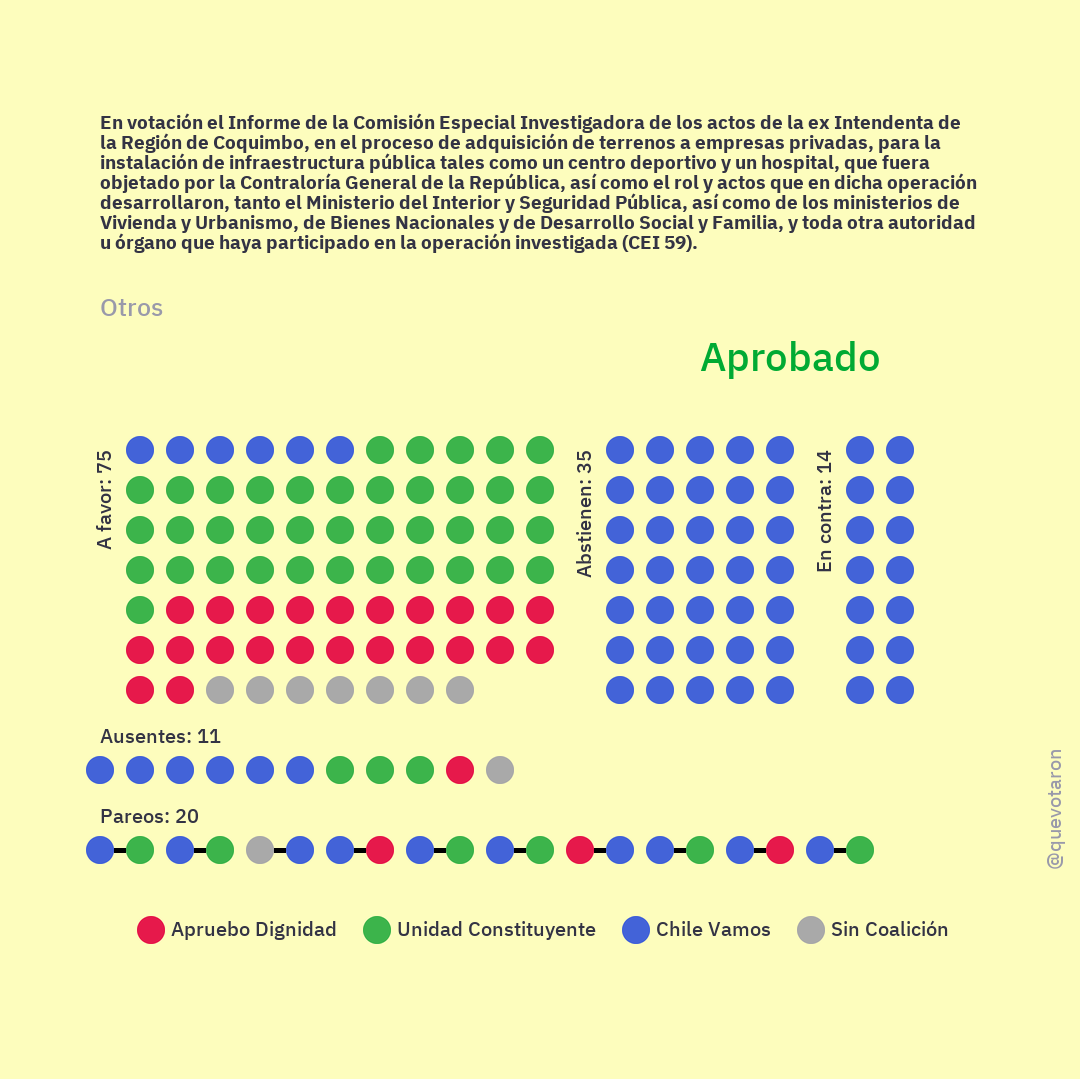 En votación el Informe de la Comisión Especial Investigadora de los actos de la ex Intendenta de
la Región de Coquimbo, en el proceso de adquisición de terrenos a empresas privadas, para la
instalación de infraestructura pública tales como un centro deportivo y un hospital, que fuera
objetado por la Contraloría General de la República, así como el rol y actos que en dicha operación
desarrollaron, tanto el Ministerio del Interior y Seguridad Pública, así como de los ministerios de
Vivienda y Urbanismo, de Bienes Nacionales y de Desarrollo Social y Familia, y toda otra autoridad
u órgano que haya participado en la operación investigada (CEI 59).
Otros
Aprobado
A favor: 75
Abstienen: 35
En contra: 14
Ausentes: 11
Pareos: 20
@quevotaron
Apruebo Dignidad
Unidad Constituyente
Chile Vamos
Sin Coalición